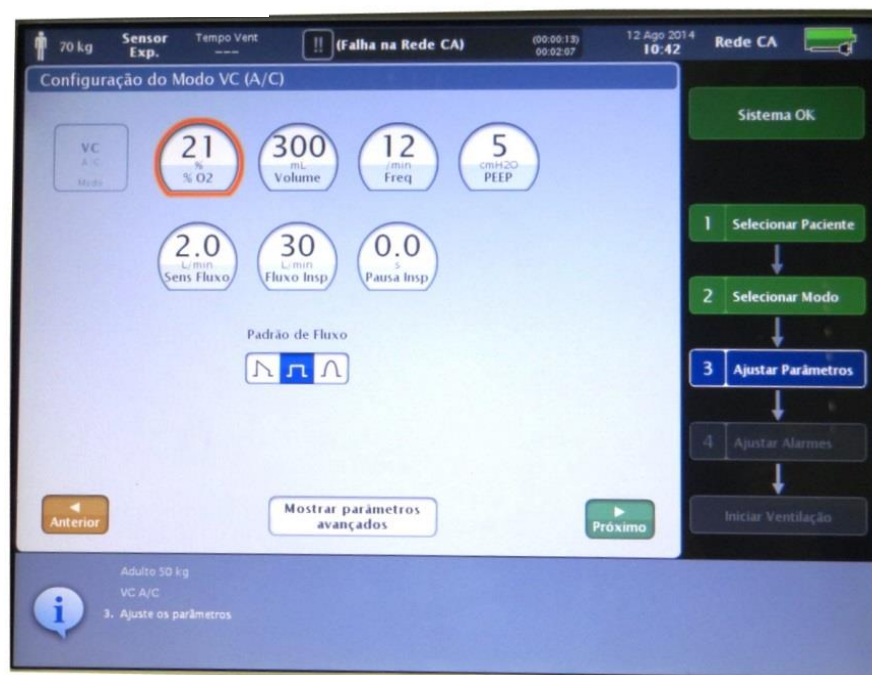 70 kg
Sensor Exp.
Tempo Vent
---
!! (Falha na Rede CA)
(00:00:13)
00:02:07
12 Ago 2014
10:42
Rede CA
Configuração do Modo VC (A/C)
VC
A/C
Modo
21
%
% O2
300
mL
Volume
12
/min
Freq
5
cmH2O
PEEP
2.0
L/min
Sens Fluxo
30
L/min
Fluxo Insp
0.0
s
Pausa Insp
Padrão de Fluxo
Anterior
Mostrar parâmetros
avançados
Próximo
Sistema OK
1 Selecionar Paciente
2 Selecionar Modo
3 Ajustar Parâmetros
4 Ajustar Alarmes
Iniciar Ventilação
i
Adulto 50 kg
VC A/C
3. Ajuste os parâmetros